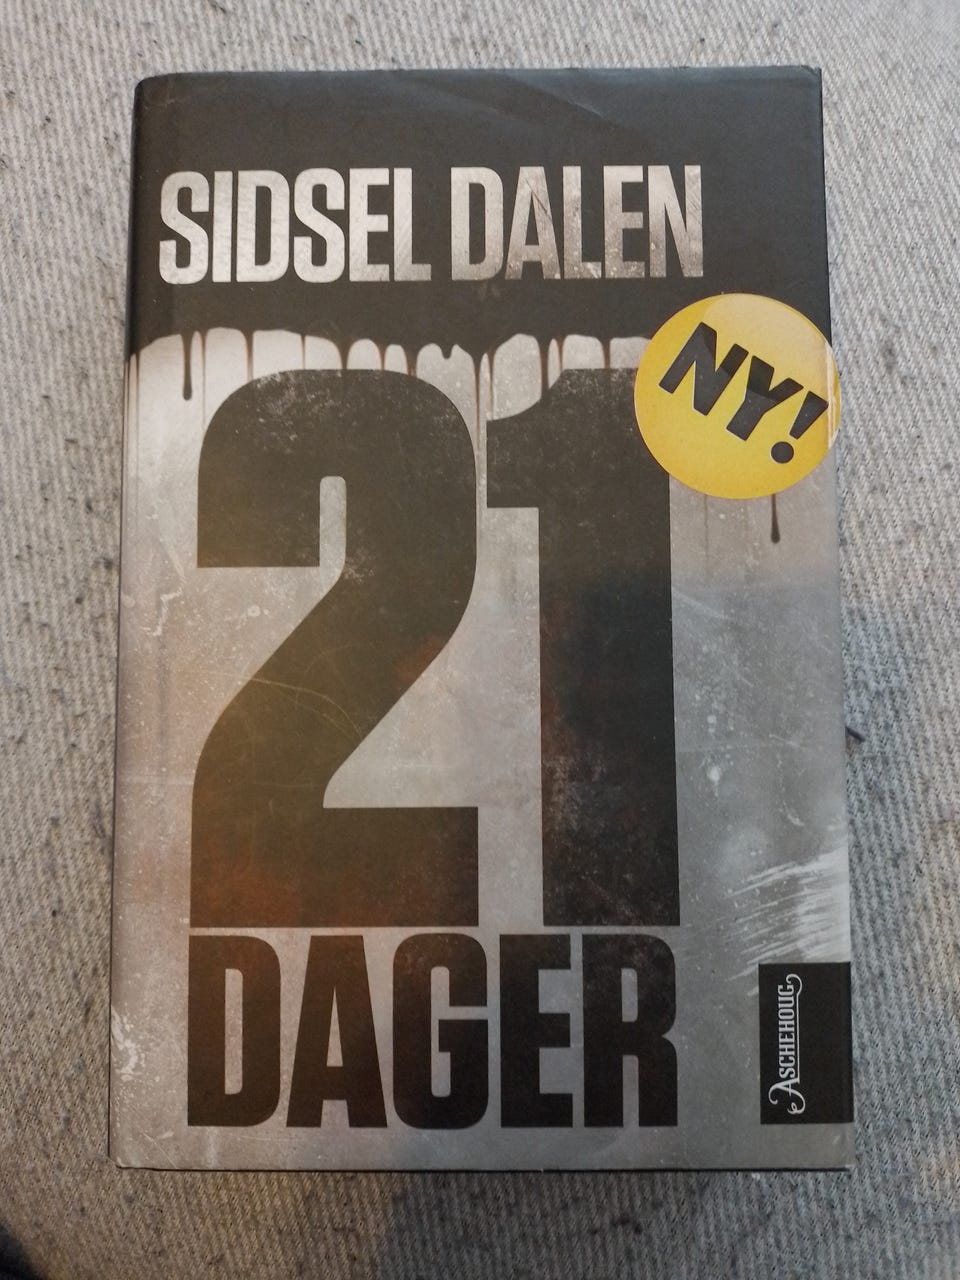 SIDSEL DALEN
NY!
21
DAGER
ASCHEHOUG